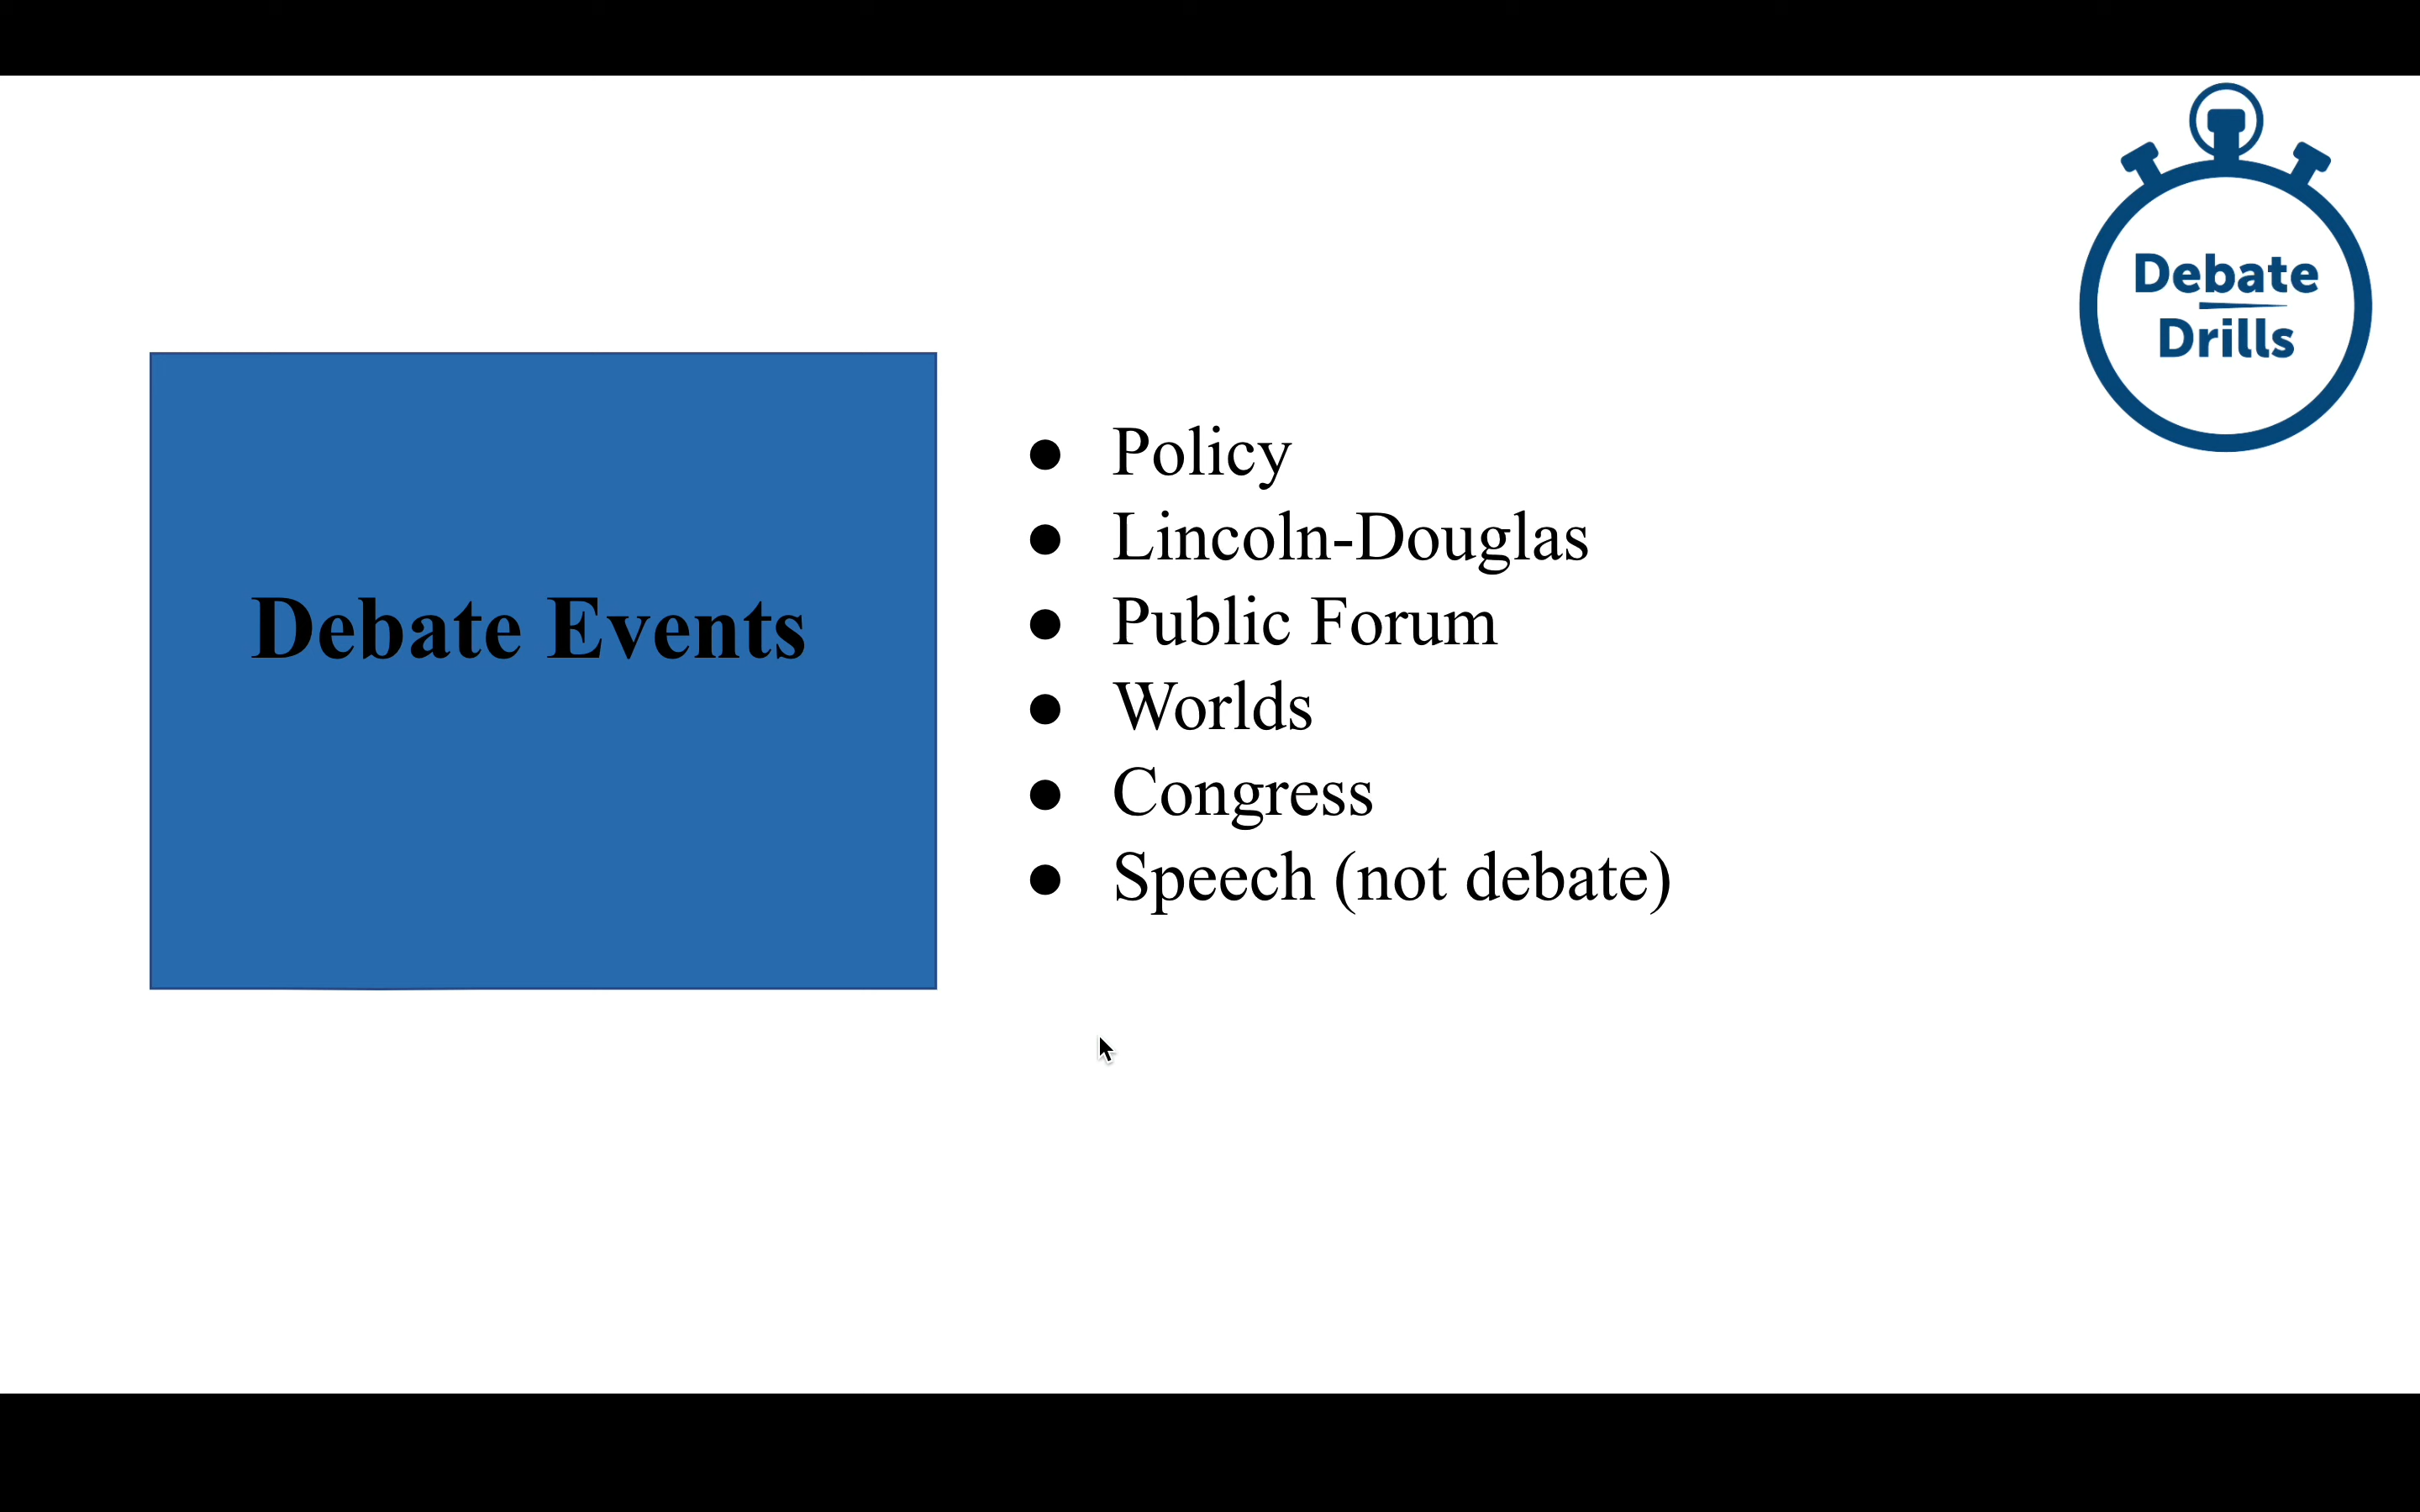 Debate
Drills
Debate Events
Policy
Lincoln-Douglas
Public Forum
Worlds
Congress
Speech (not debate)